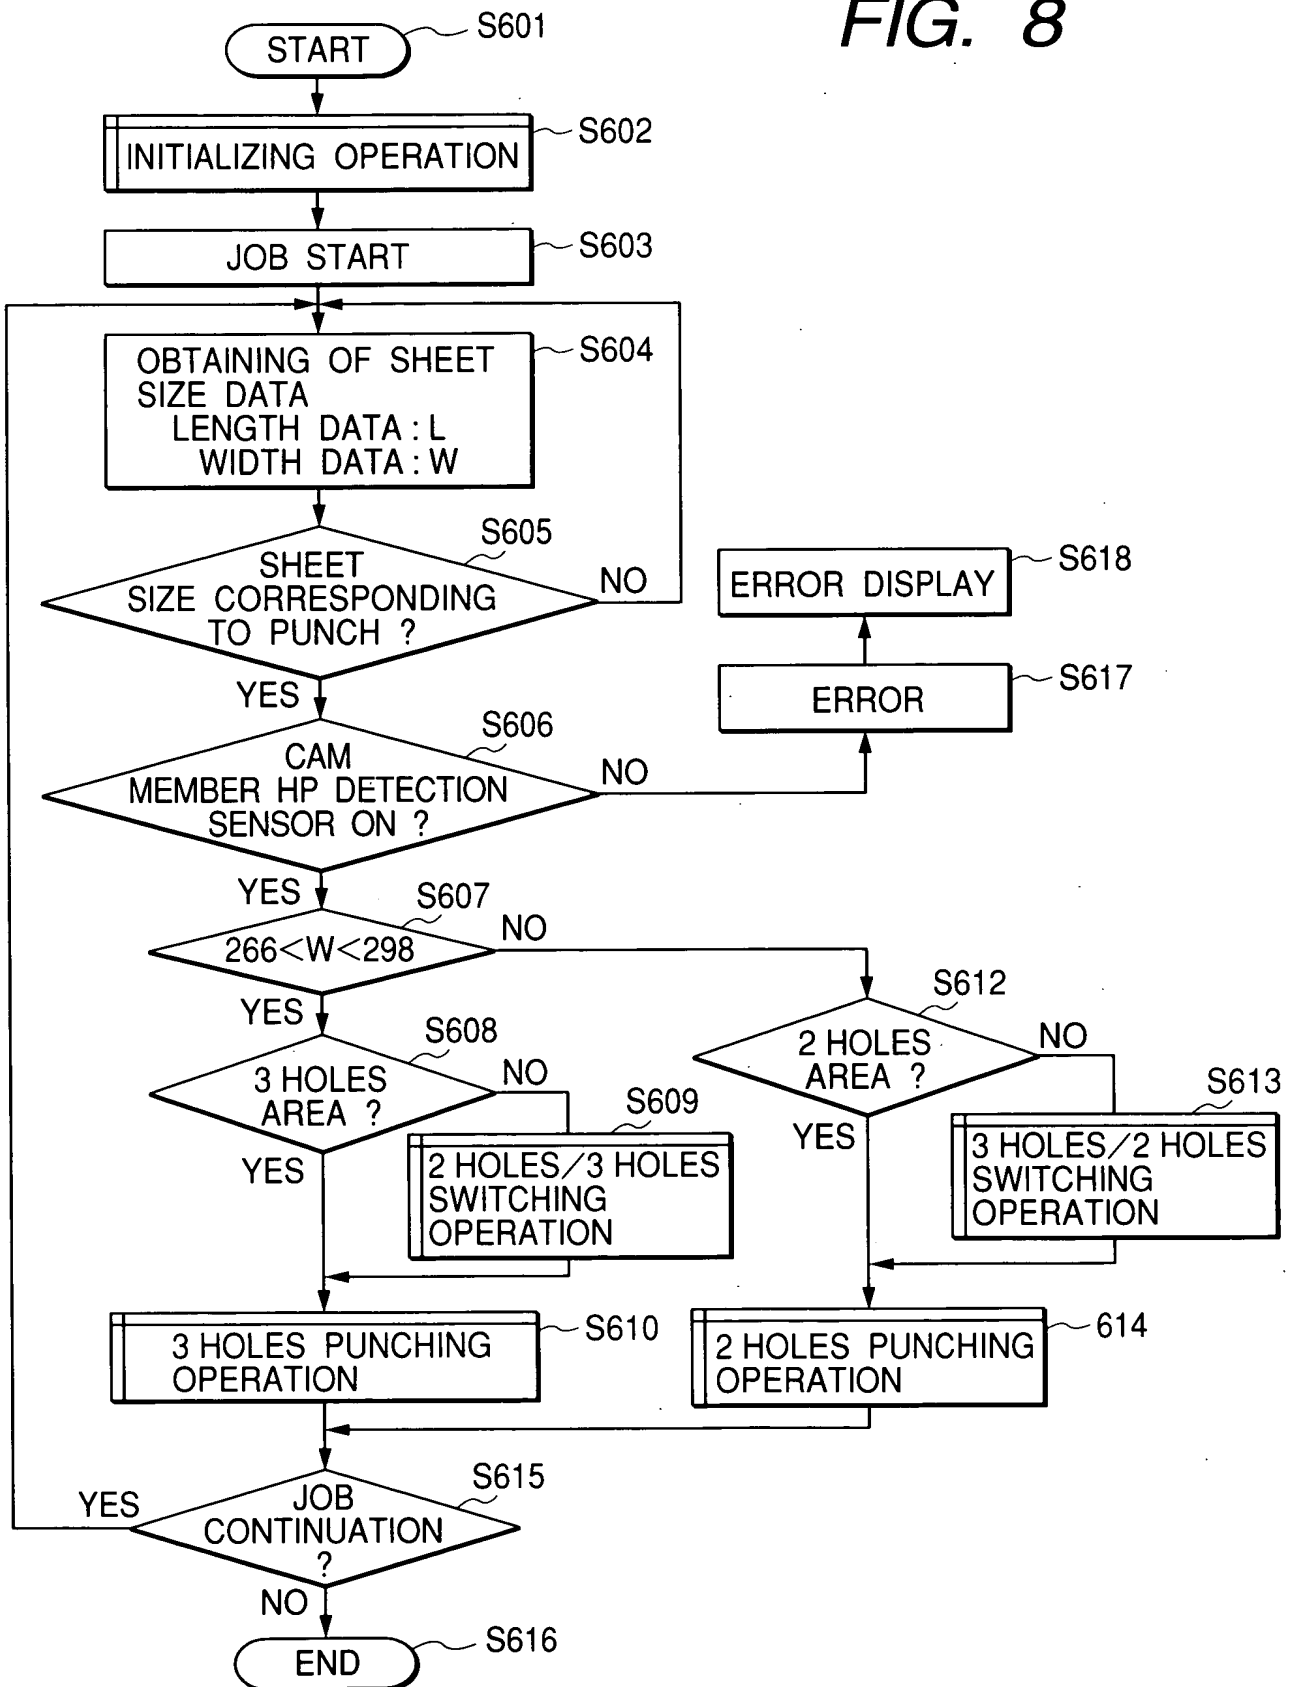 FIG. 8
START
S601
INITIALIZING OPERATION
S602
JOB START
S603
OBTAINING OF SHEET
SIZE DATA
LENGTH DATA : L
WIDTH DATA : W
S604
S605
SHEET
SIZE CORRESPONDING
TO PUNCH ?
NO
YES
S618
ERROR DISPLAY
S617
ERROR
S606
CAM
MEMBER HP DETECTION
SENSOR ON ?
NO
YES
S607
266<W<298
NO
YES
S608
3 HOLES
AREA ?
NO
YES
S609
2 HOLES/3 HOLES
SWITCHING
OPERATION
S612
2 HOLES
AREA ?
NO
YES
S613
3 HOLES/2 HOLES
SWITCHING
OPERATION
S610
3 HOLES PUNCHING
OPERATION
614
2 HOLES PUNCHING
OPERATION
S615
JOB
CONTINUATION
?
YES
NO
END
S616